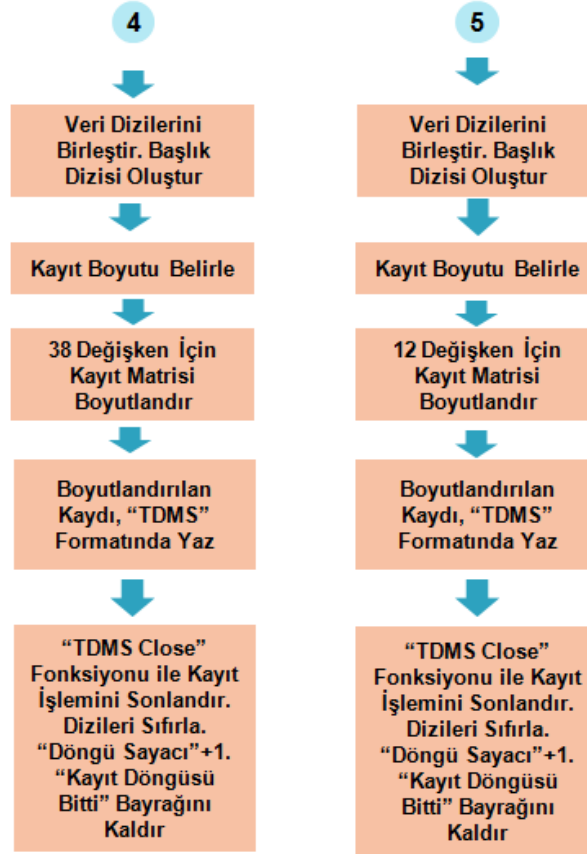 4
Veri Dizilerini
Birleştir. Başlık
Dizisi Oluştur
Kayıt Boyutu Belirle
38 Değişken İçin
Kayıt Matrisi
Boyutlandır
Boyutlandırılan
Kaydı, “TDMS”
Formatında Yaz
“TDMS Close”
Fonksiyonu ile Kayıt
İşlemini Sonlandır.
Dizileri Sıfırla.
“Döngü Sayacı”+1.
“Kayıt Döngüsü
Bitti” Bayrağını
Kaldır
5
Veri Dizilerini
Birleştir. Başlık
Dizisi Oluştur
Kayıt Boyutu Belirle
12 Değişken İçin
Kayıt Matrisi
Boyutlandır
Boyutlandırılan
Kaydı, “TDMS”
Formatında Yaz
“TDMS Close”
Fonksiyonu ile Kayıt
İşlemini Sonlandır.
Dizileri Sıfırla.
“Döngü Sayacı”+1.
“Kayıt Döngüsü
Bitti” Bayrağını
Kaldır